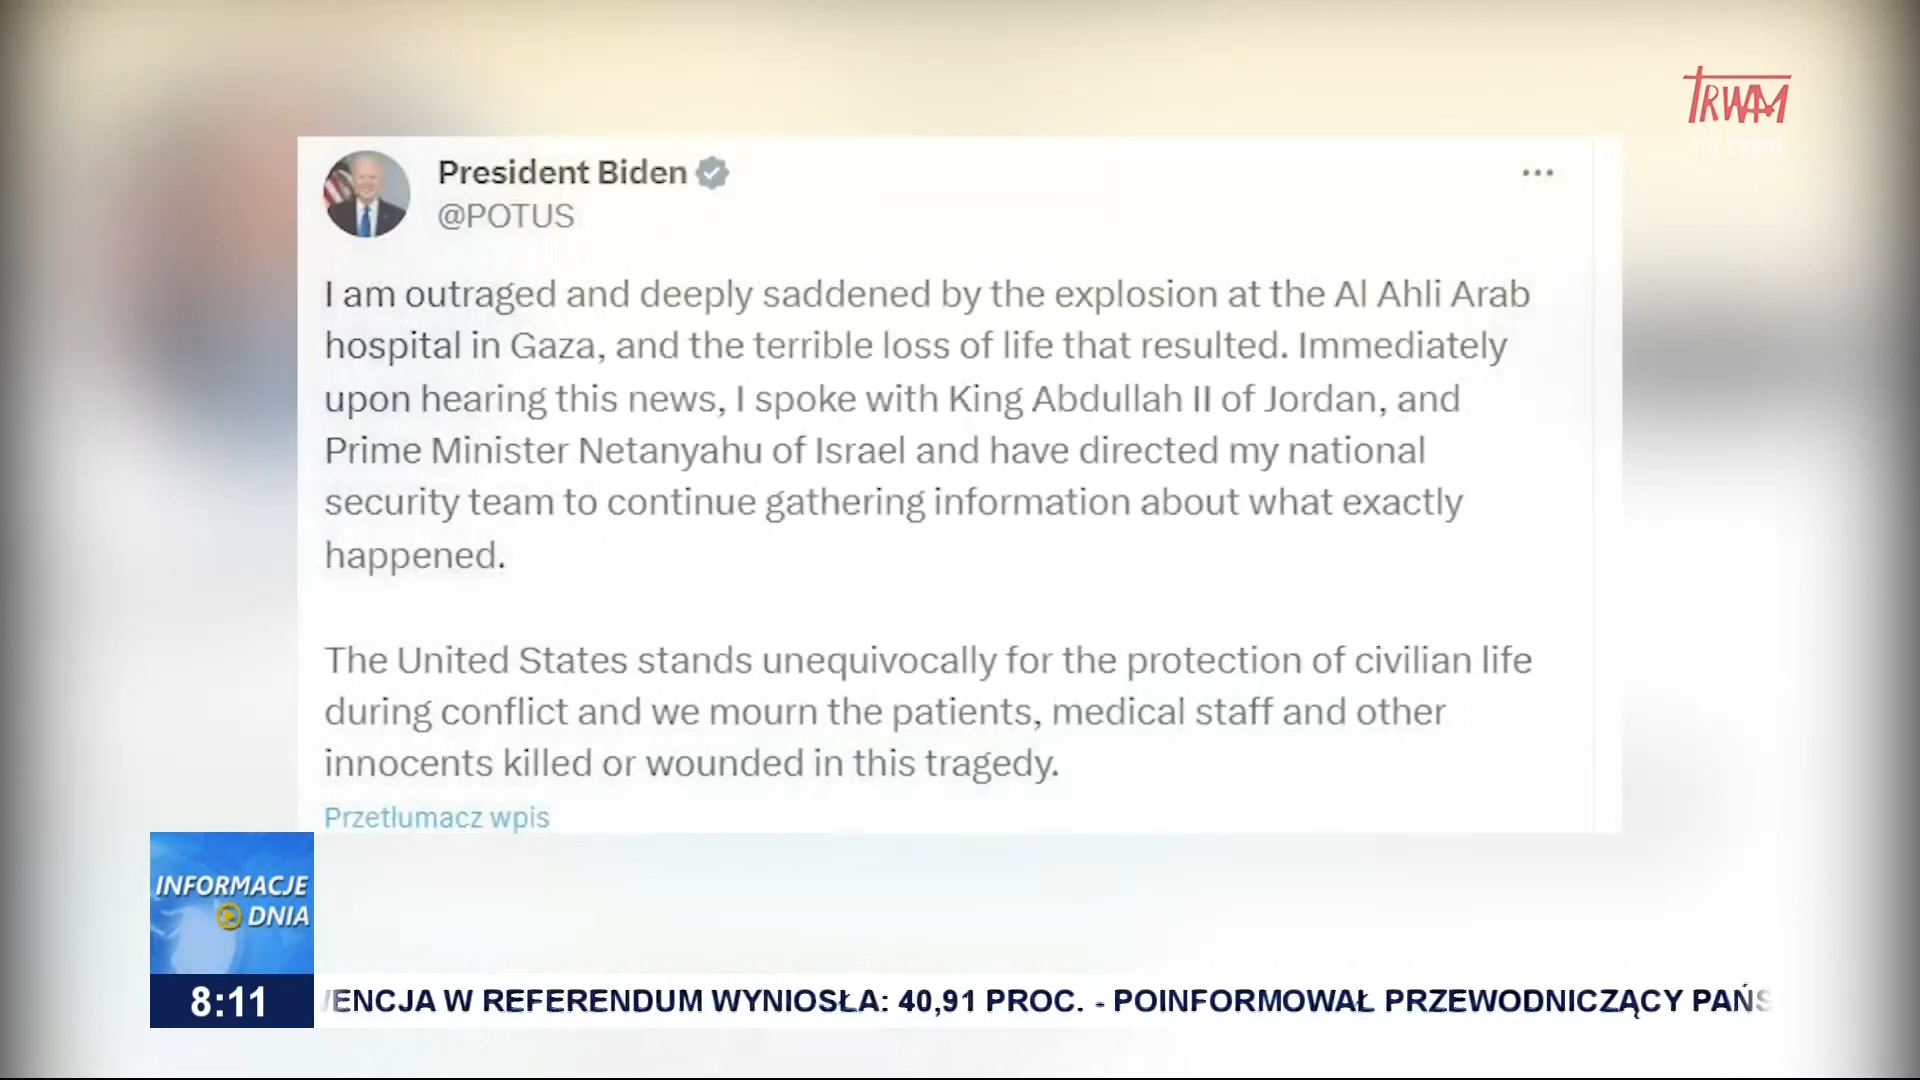 TRWAM
President Biden
@POTUS
I am outraged and deeply saddened by the explosion at the Al Ahli Arab
hospital in Gaza, and the terrible loss of life that resulted. Immediately
upon hearing this news, I spoke with King Abdullah II of Jordan, and
Prime Minister Netanyahu of Israel and have directed my national
security team to continue gathering information about what exactly
happened.
The United States stands unequivocally for the protection of civilian life
during conflict and we mourn the patients, medical staff and other
innocents killed or wounded in this tragedy.
Przetłumacz wpis
INFORMACJE
DNIA
8:11
WENCJA W REFERENDUM WYNIOSŁA: 40,91 PROC. - POINFORMOWAŁ PRZEWODNICZĄCY PAŃS